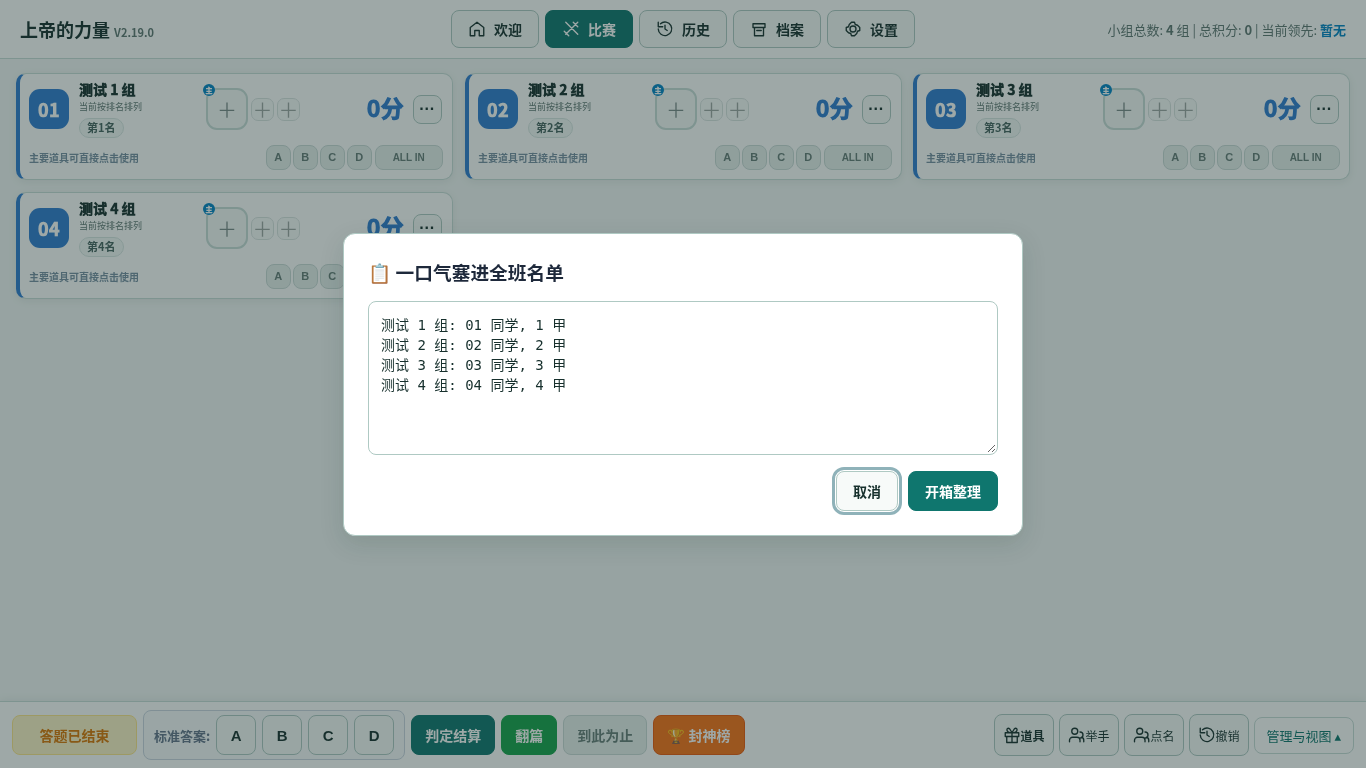 上帝的力量 V2.19.0
欢迎
比赛
历史
档案
设置
小组总数: 4 组 | 总积分: 0 | 当前领先: 暂无
01
测试 1 组
当前按排名排列
第1名
主
0分
...
主要道具可直接点击使用
A B C D ALL IN
02
测试 2 组
当前按排名排列
第2名
主
0分
...
主要道具可直接点击使用
A B C D ALL IN
03
测试 3 组
当前按排名排列
第3名
主
0分
...
主要道具可直接点击使用
A B C D ALL IN
04
测试 4 组
当前按排名排列
第4名
主
0分
...
主要道具可直接点击使用
A B C
📋 一口气塞进全班名单
测试 1 组: 01 同学, 1 甲
测试 2 组: 02 同学, 2 甲
测试 3 组: 03 同学, 3 甲
测试 4 组: 04 同学, 4 甲
取消
开箱整理
答题已结束
标准答案: A B C D
判定结算
翻篇
到此为止
🏆 封神榜
道具
举手
点名
撤销
管理与视图 ▴